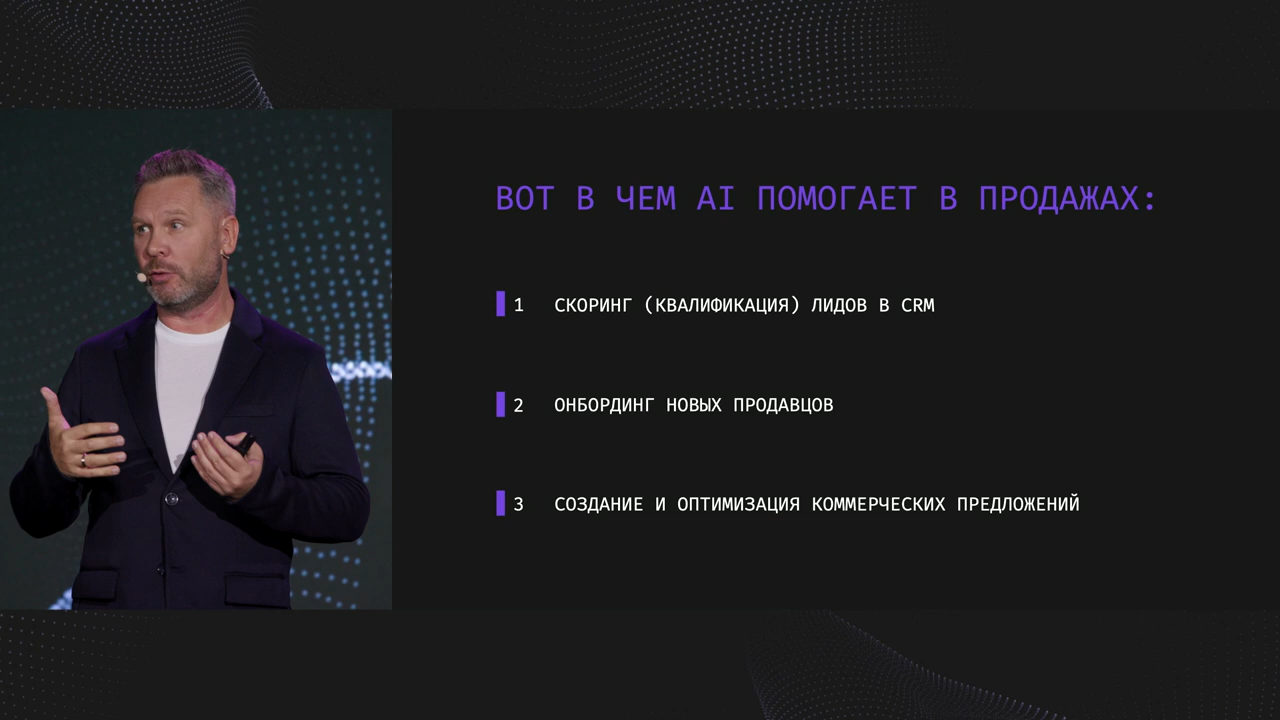 ВОТ В ЧЕМ AI ПОМОГАЕТ В ПРОДАЖАХ:
1 СКОРИНГ (КВАЛИФИКАЦИЯ) ЛИДОВ В CRM
2 ОНБОРДИНГ НОВЫХ ПРОДАВЦОВ
3 СОЗДАНИЕ И ОПТИМИЗАЦИЯ КОММЕРЧЕСКИХ ПРЕДЛОЖЕНИЙ